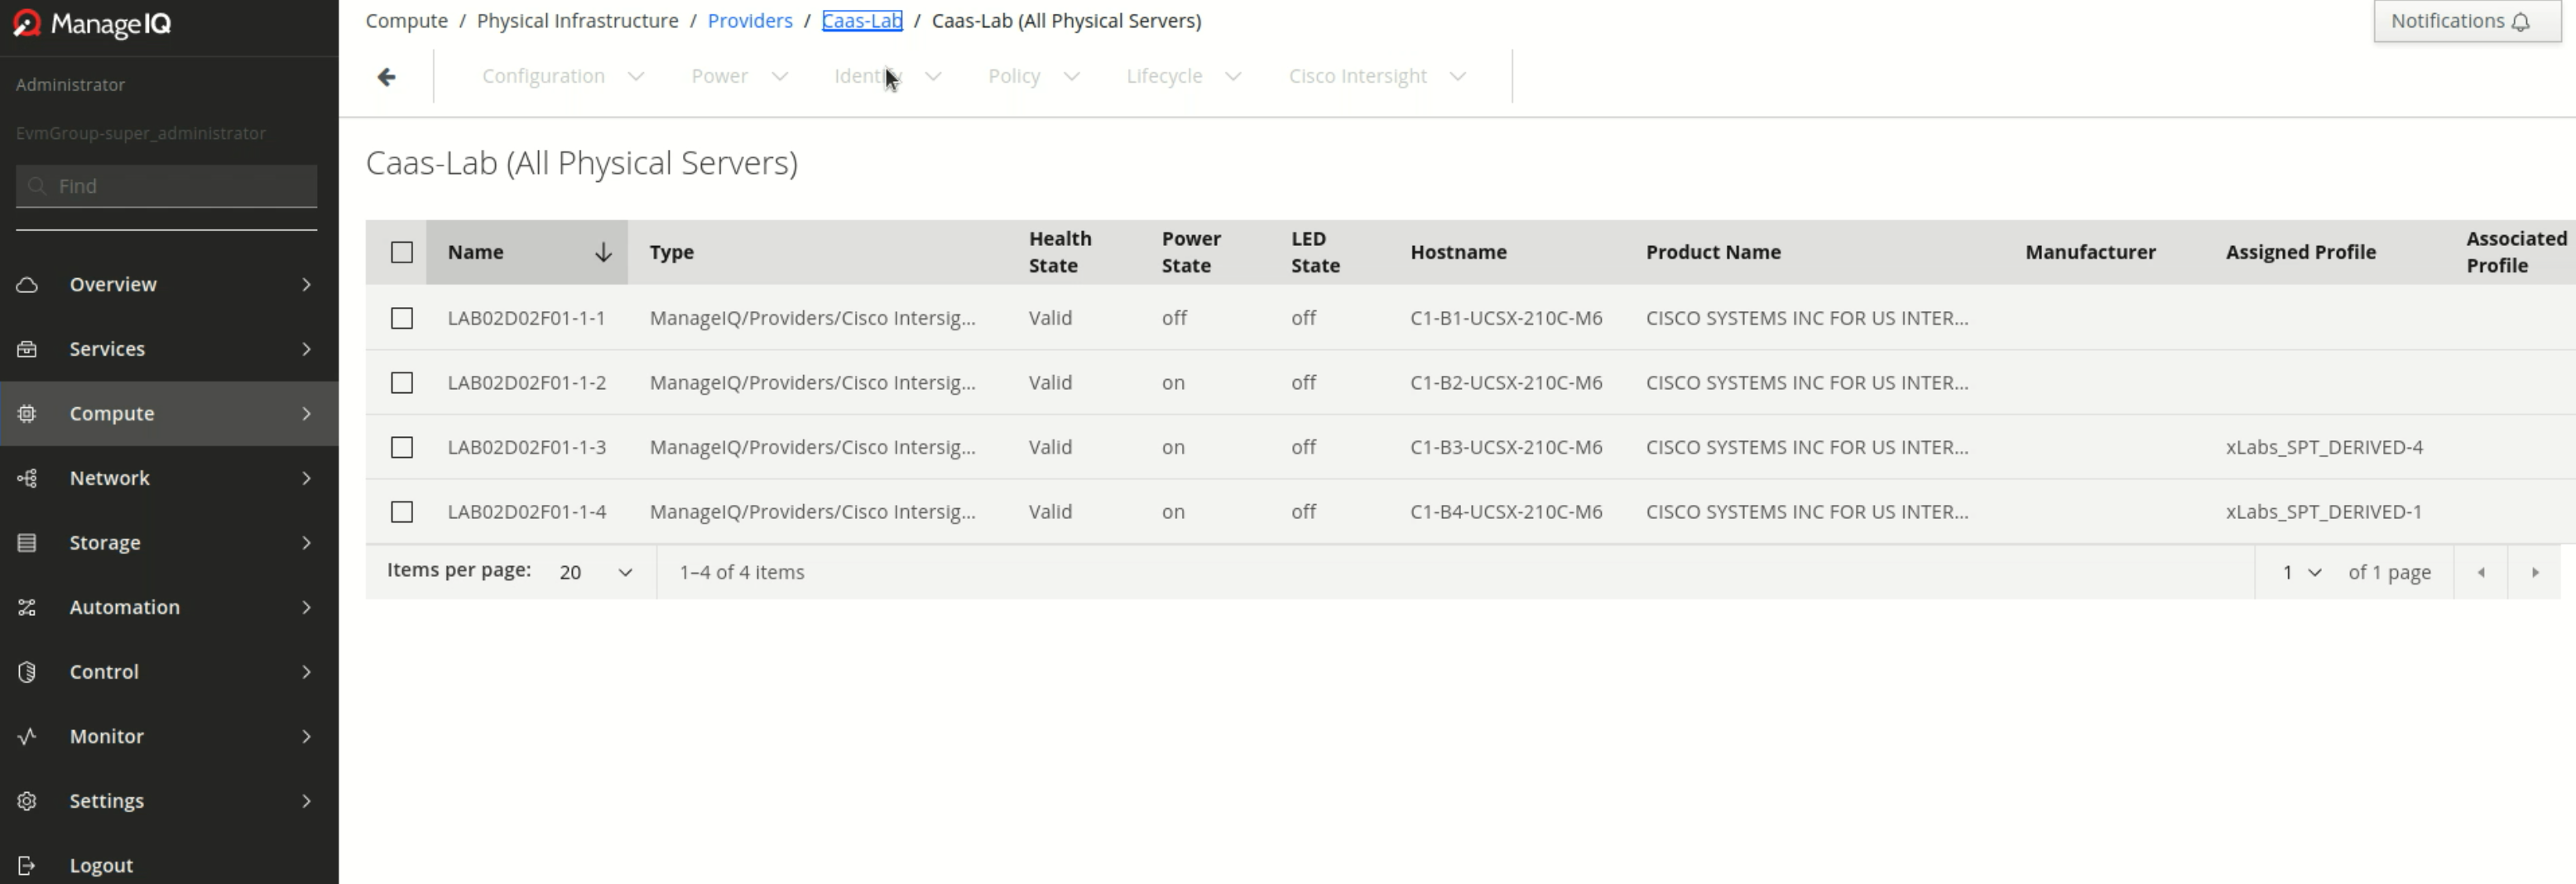 ManageIQ
Administrator
EvmGroup-super_administrator
Find
Overview
Services
Compute
Network
Storage
Automation
Control
Monitor
Settings
Logout
Compute / Physical Infrastructure / Providers / Caas-Lab / Caas-Lab (All Physical Servers)
Notifications
Configuration Power Identity Policy Lifecycle Cisco Intersight
Caas-Lab (All Physical Servers)
Name Type Health State Power State LED State Hostname Product Name Manufacturer Assigned Profile Associated Profile
LAB02D02F01-1-1 ManageIQ/Providers/Cisco Intersig... Valid off off C1-B1-UCSX-210C-M6 CISCO SYSTEMS INC FOR US INTER...
LAB02D02F01-1-2 ManageIQ/Providers/Cisco Intersig... Valid on off C1-B2-UCSX-210C-M6 CISCO SYSTEMS INC FOR US INTER...
LAB02D02F01-1-3 ManageIQ/Providers/Cisco Intersig... Valid on off C1-B3-UCSX-210C-M6 CISCO SYSTEMS INC FOR US INTER... xLabs_SPT_DERIVED-4
LAB02D02F01-1-4 ManageIQ/Providers/Cisco Intersig... Valid on off C1-B4-UCSX-210C-M6 CISCO SYSTEMS INC FOR US INTER... xLabs_SPT_DERIVED-1
Items per page: 20 1–4 of 4 items 1 of 1 page